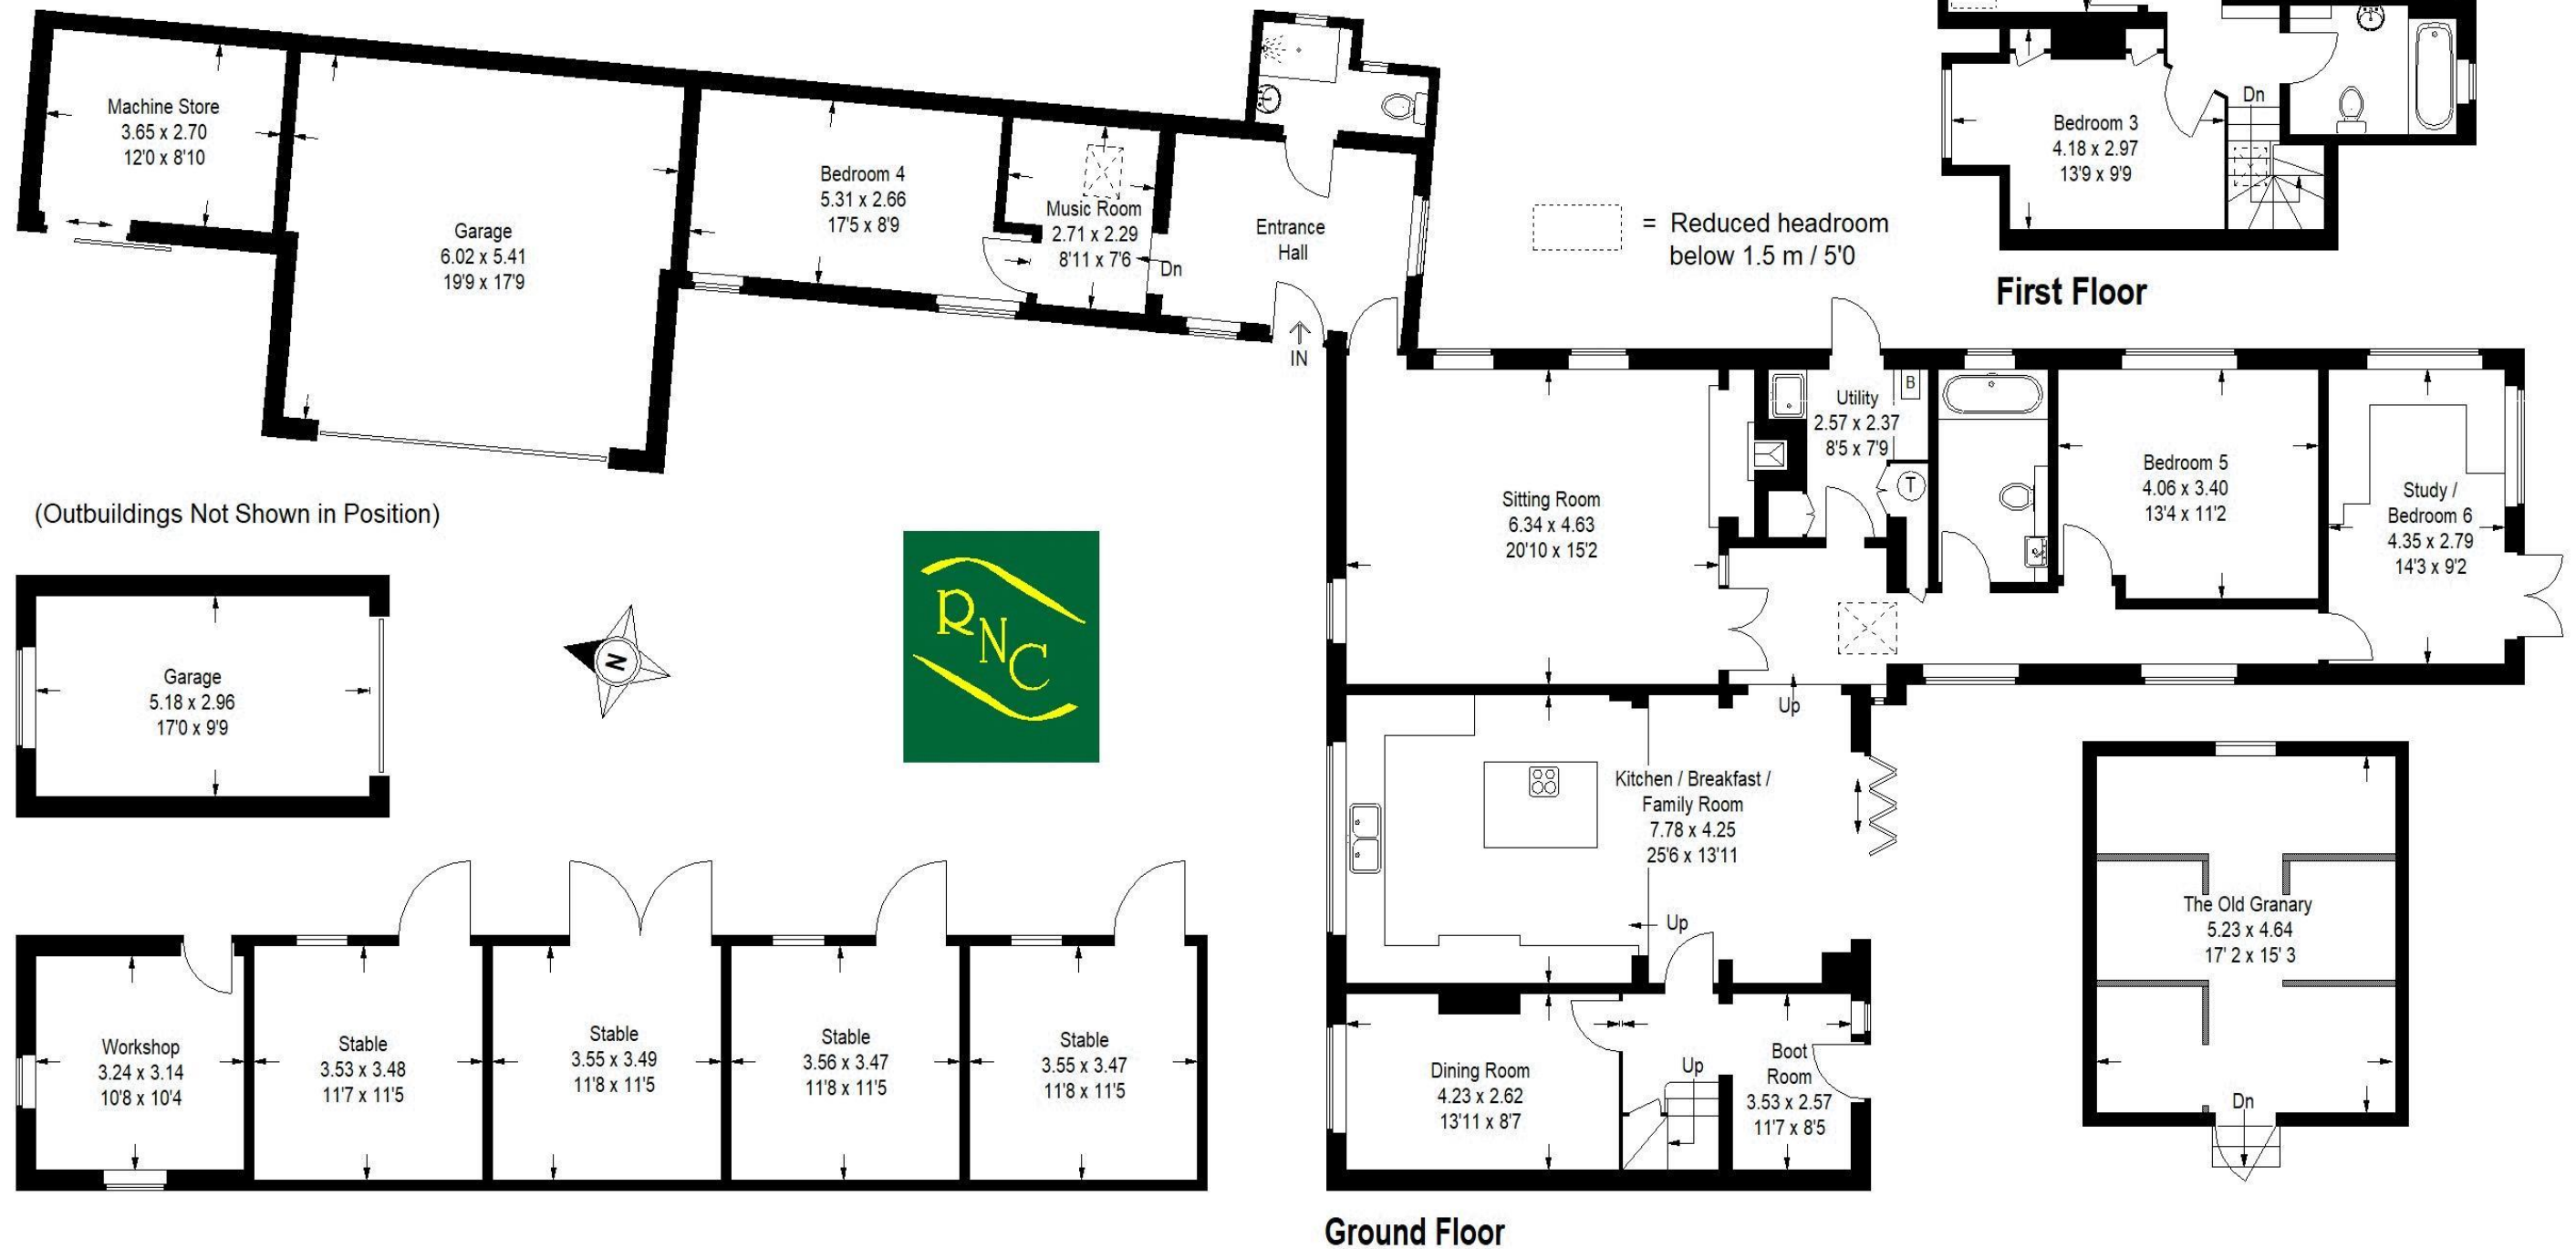 Machine Store
3.65 x 2.70
12'0 x 8'10
Garage
6.02 x 5.41
19'9 x 17'9
Bedroom 4
5.31 x 2.66
17'5 x 8'9
Music Room
2.71 x 2.29
8'11 x 7'6
Dn
Entrance
Hall
IN
= Reduced headroom
below 1.5 m / 5'0
Bedroom 3
4.18 x 2.97
13'9 x 9'9
Dn
First Floor
(Outbuildings Not Shown in Position)
Garage
5.18 x 2.96
17'0 x 9'9
N
RNC
Sitting Room
6.34 x 4.63
20'10 x 15'2
Utility
2.57 x 2.37
8'5 x 7'9
B
T
Bedroom 5
4.06 x 3.40
13'4 x 11'2
Study /
Bedroom 6
4.35 x 2.79
14'3 x 9'2
Up
Kitchen / Breakfast /
Family Room
7.78 x 4.25
25'6 x 13'11
Up
The Old Granary
5.23 x 4.64
17' 2 x 15' 3
Dn
Workshop
3.24 x 3.14
10'8 x 10'4
Stable
3.53 x 3.48
11'7 x 11'5
Stable
3.55 x 3.49
11'8 x 11'5
Stable
3.56 x 3.47
11'8 x 11'5
Stable
3.55 x 3.47
11'8 x 11'5
Dining Room
4.23 x 2.62
13'11 x 8'7
Up
Boot
Room
3.53 x 2.57
11'7 x 8'5
Ground Floor